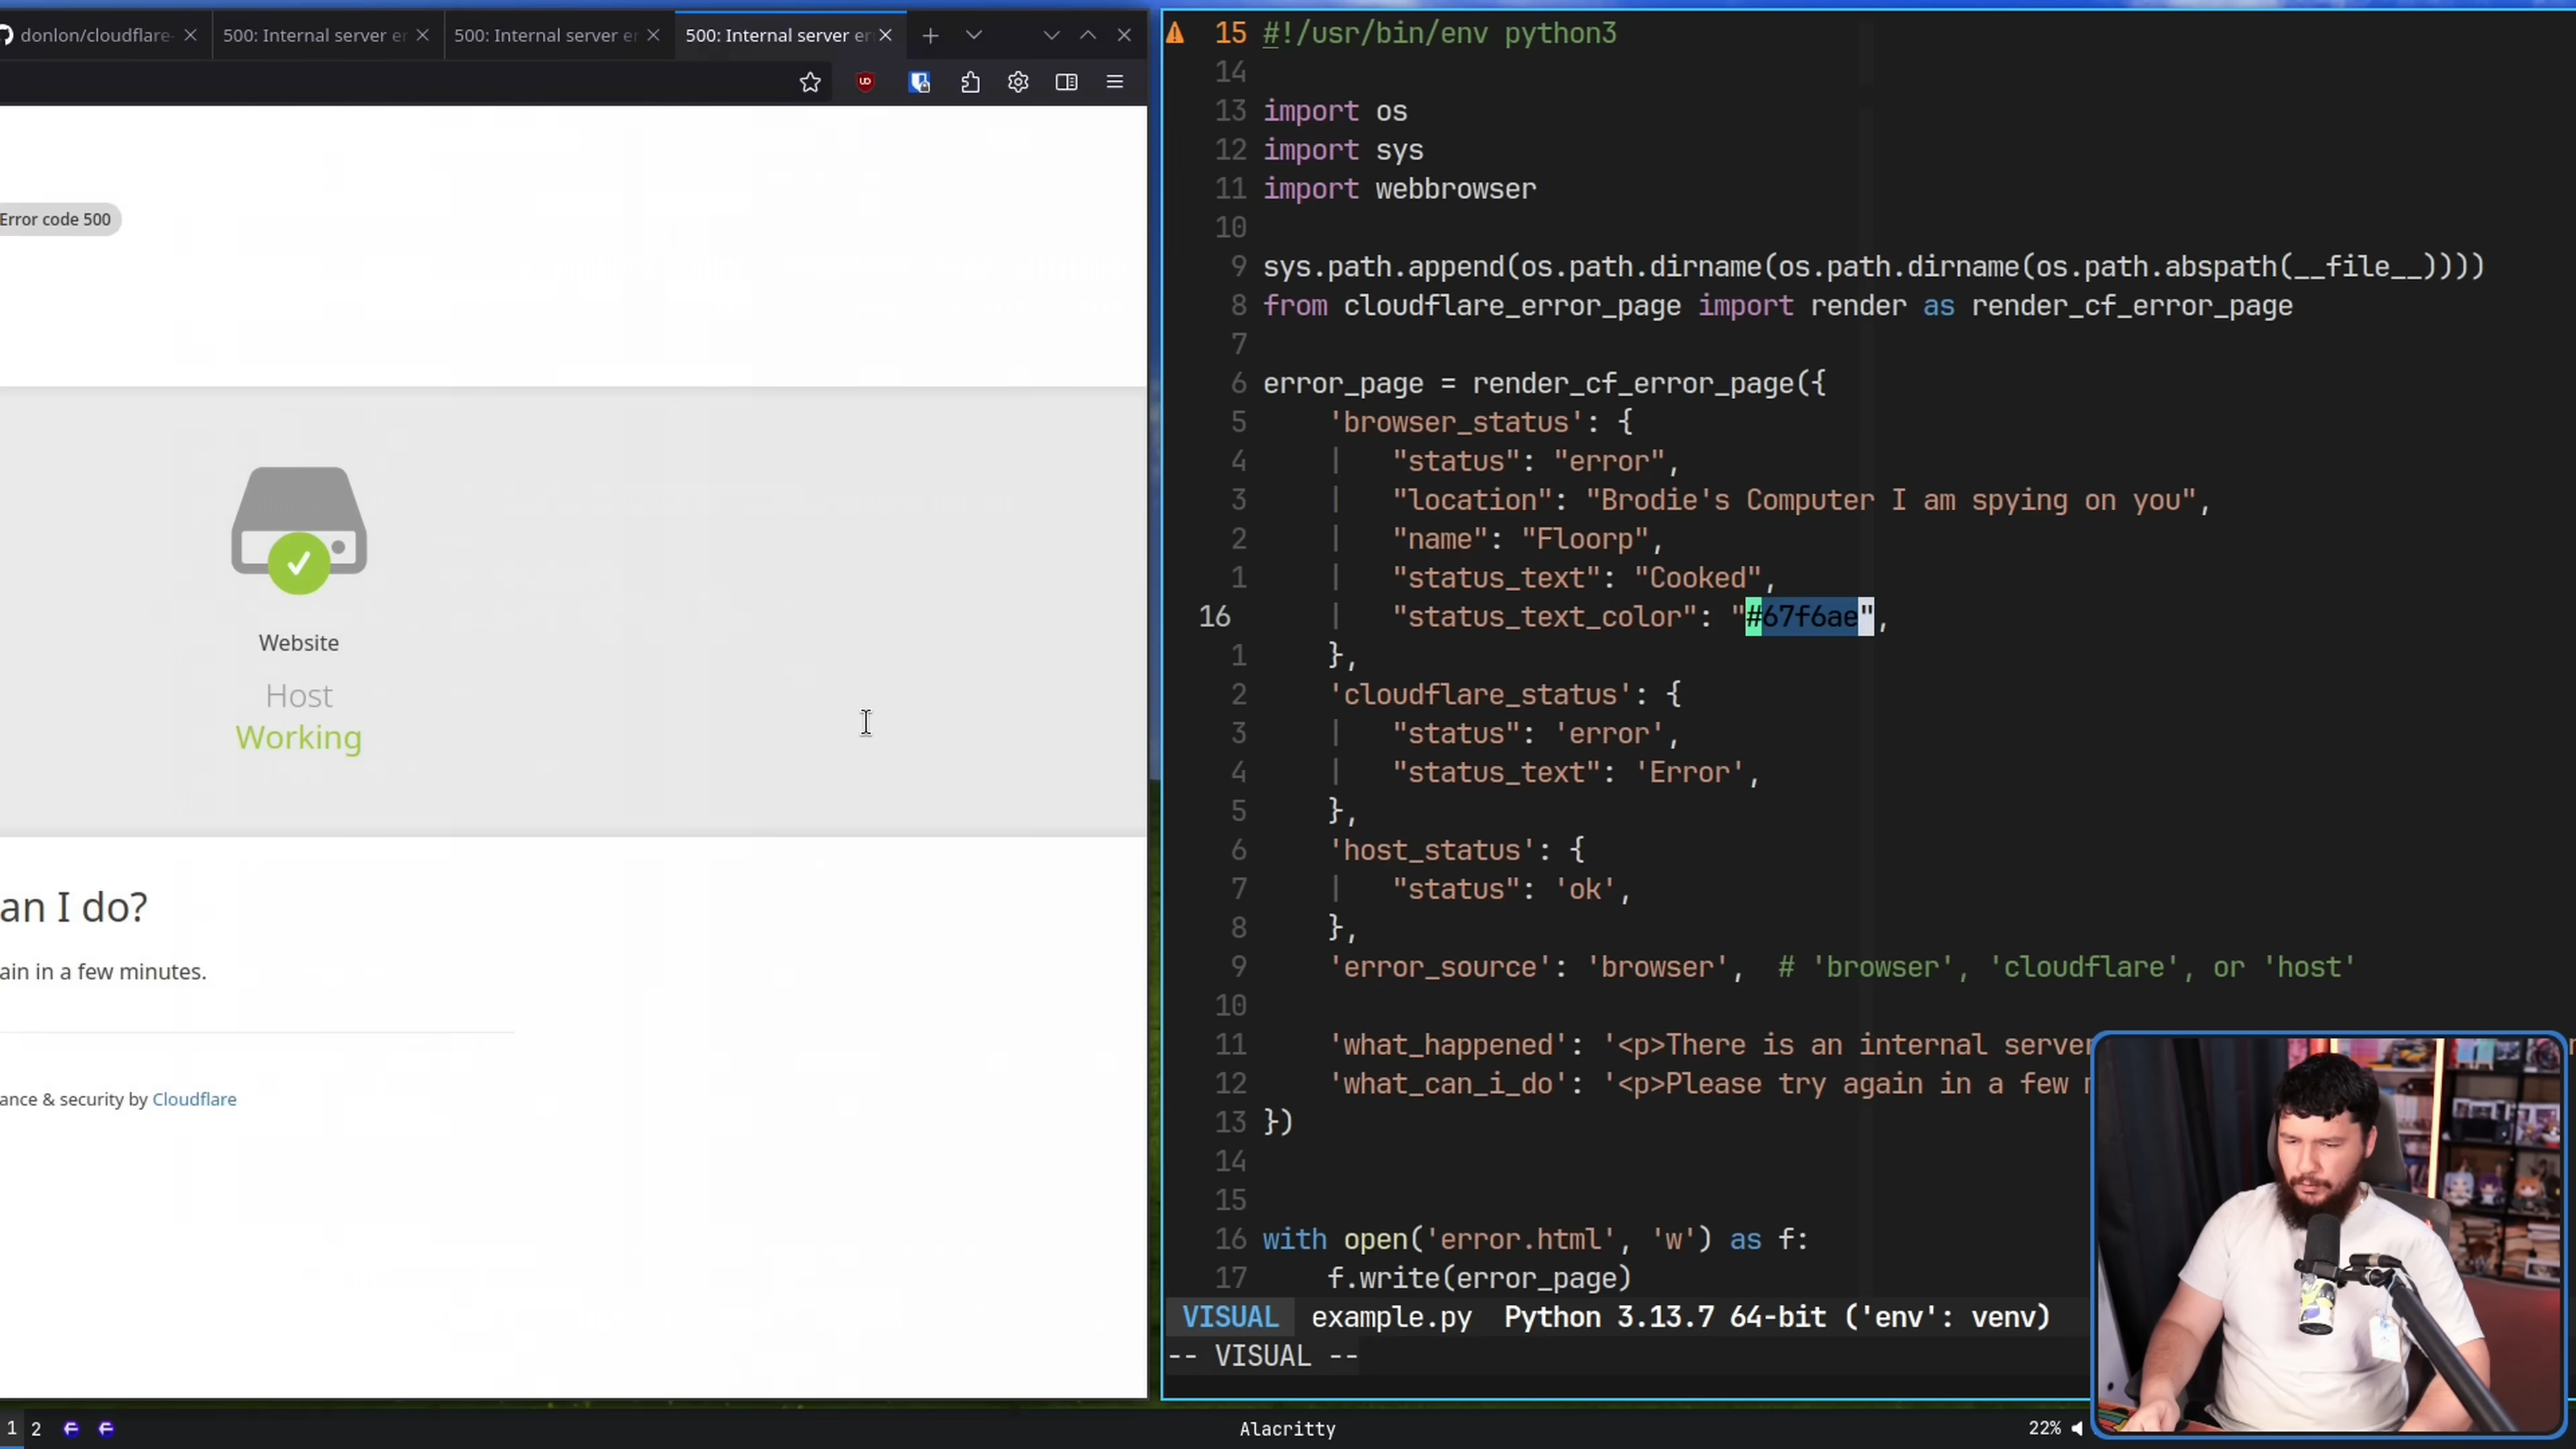 donlon/cloudflare-
500: Internal server er
500: Internal server er
500: Internal server er
Error code 500
Website
Host
Working
an I do?
ain in a few minutes.
ance & security by Cloudflare
15 #!/usr/bin/env python3
14
13 import os
12 import sys
11 import webbrowser
10
9 sys.path.append(os.path.dirname(os.path.dirname(os.path.abspath(__file__))))
8 from cloudflare_error_page import render as render_cf_error_page
7
6 error_page = render_cf_error_page({
5 'browser_status': {
4 | "status": "error",
3 | "location": "Brodie's Computer I am spying on you",
2 | "name": "Floorp",
1 | "status_text": "Cooked",
16 | "status_text_color": "#67f6ae",
1 },
2 'cloudflare_status': {
3 | "status": 'error',
4 | "status_text": 'Error',
5 },
6 'host_status': {
7 | "status": 'ok',
8 },
9 'error_source': 'browser', # 'browser', 'cloudflare', or 'host'
10
11 'what_happened': '<p>There is an internal server
12 'what_can_i_do': '<p>Please try again in a few
13 })
14
15
16 with open('error.html', 'w') as f:
17 f.write(error_page)
VISUAL example.py Python 3.13.7 64-bit ('env': venv)
-- VISUAL --
1 2
Alacritty
22%